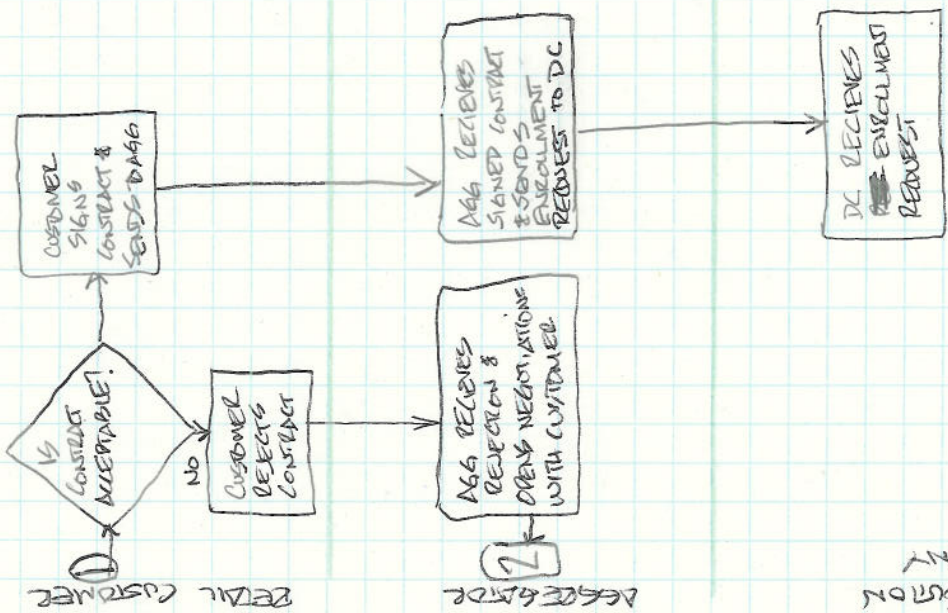 1
IS
CONTRACT
ACCEPTABLE?
NO
CUSTOMER
SIGNS
CONTRACT &
SENDS AGG
CUSTOMER
REJECTS
CONTRACT
AGG RECIEVES
SIGNED CONTRACT
& SENDS
ENROLLMENT
REQUEST TO DC
2
AGG RECIEVES
REJECTION &
OPENS NEGOTIATIONS
WITH CUSTOMER
DC RECIEVES
ENROLLMENT
REQUEST
RETAIL CUSTOMER
AGGREGATOR